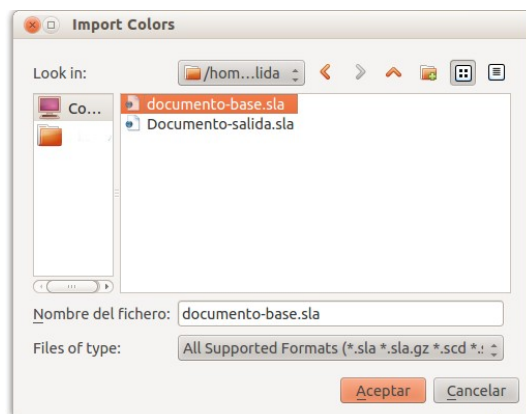 Import Colors
Look in:
/hom...lida
Co...
documento-base.sla
Documento-salida.sla
Nombre del fichero:
documento-base.sla
Files of type:
All Supported Formats (*.sla *.sla.gz *.scd *.
Aceptar
Cancelar